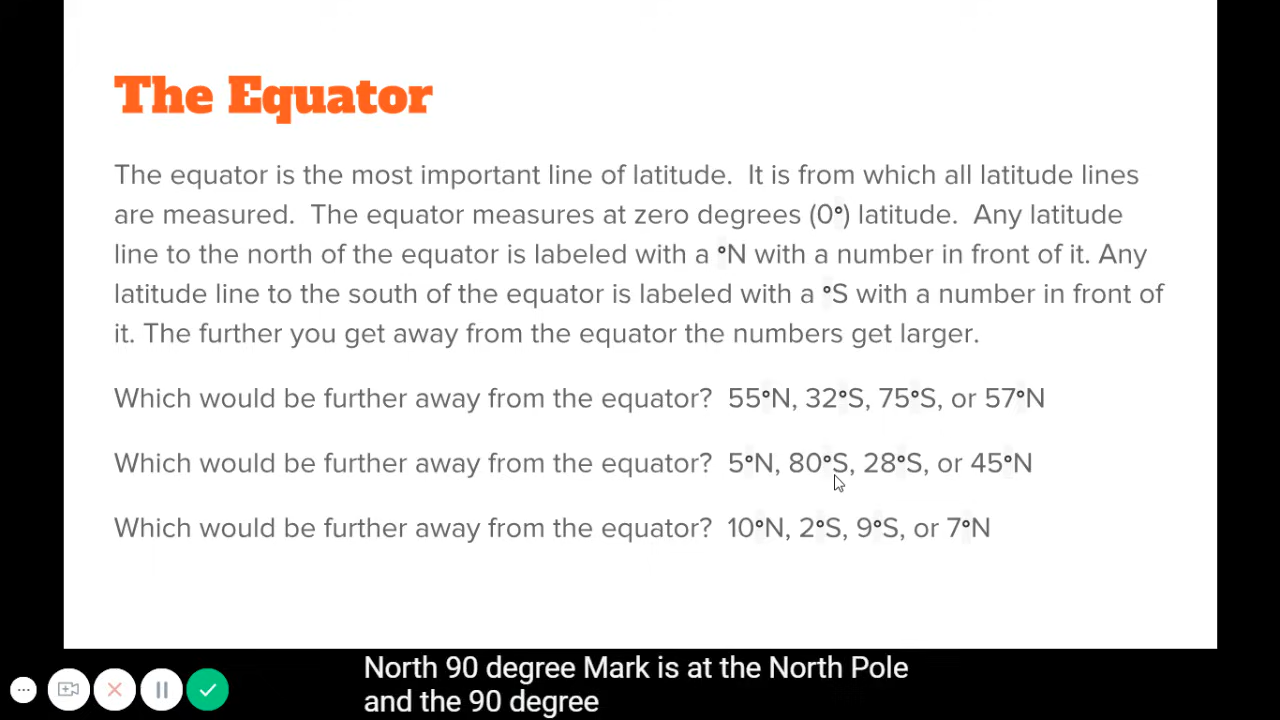 The Equator
The equator is the most important line of latitude.  It is from which all latitude lines
are measured.  The equator measures at zero degrees (0°) latitude.  Any latitude
line to the north of the equator is labeled with a °N with a number in front of it. Any
latitude line to the south of the equator is labeled with a °S with a number in front of
it. The further you get away from the equator the numbers get larger.
Which would be further away from the equator?  55°N, 32°S, 75°S, or 57°N
Which would be further away from the equator?  5°N, 80°S, 28°S, or 45°N
Which would be further away from the equator?  10°N, 2°S, 9°S, or 7°N
North 90 degree Mark is at the North Pole
and the 90 degree